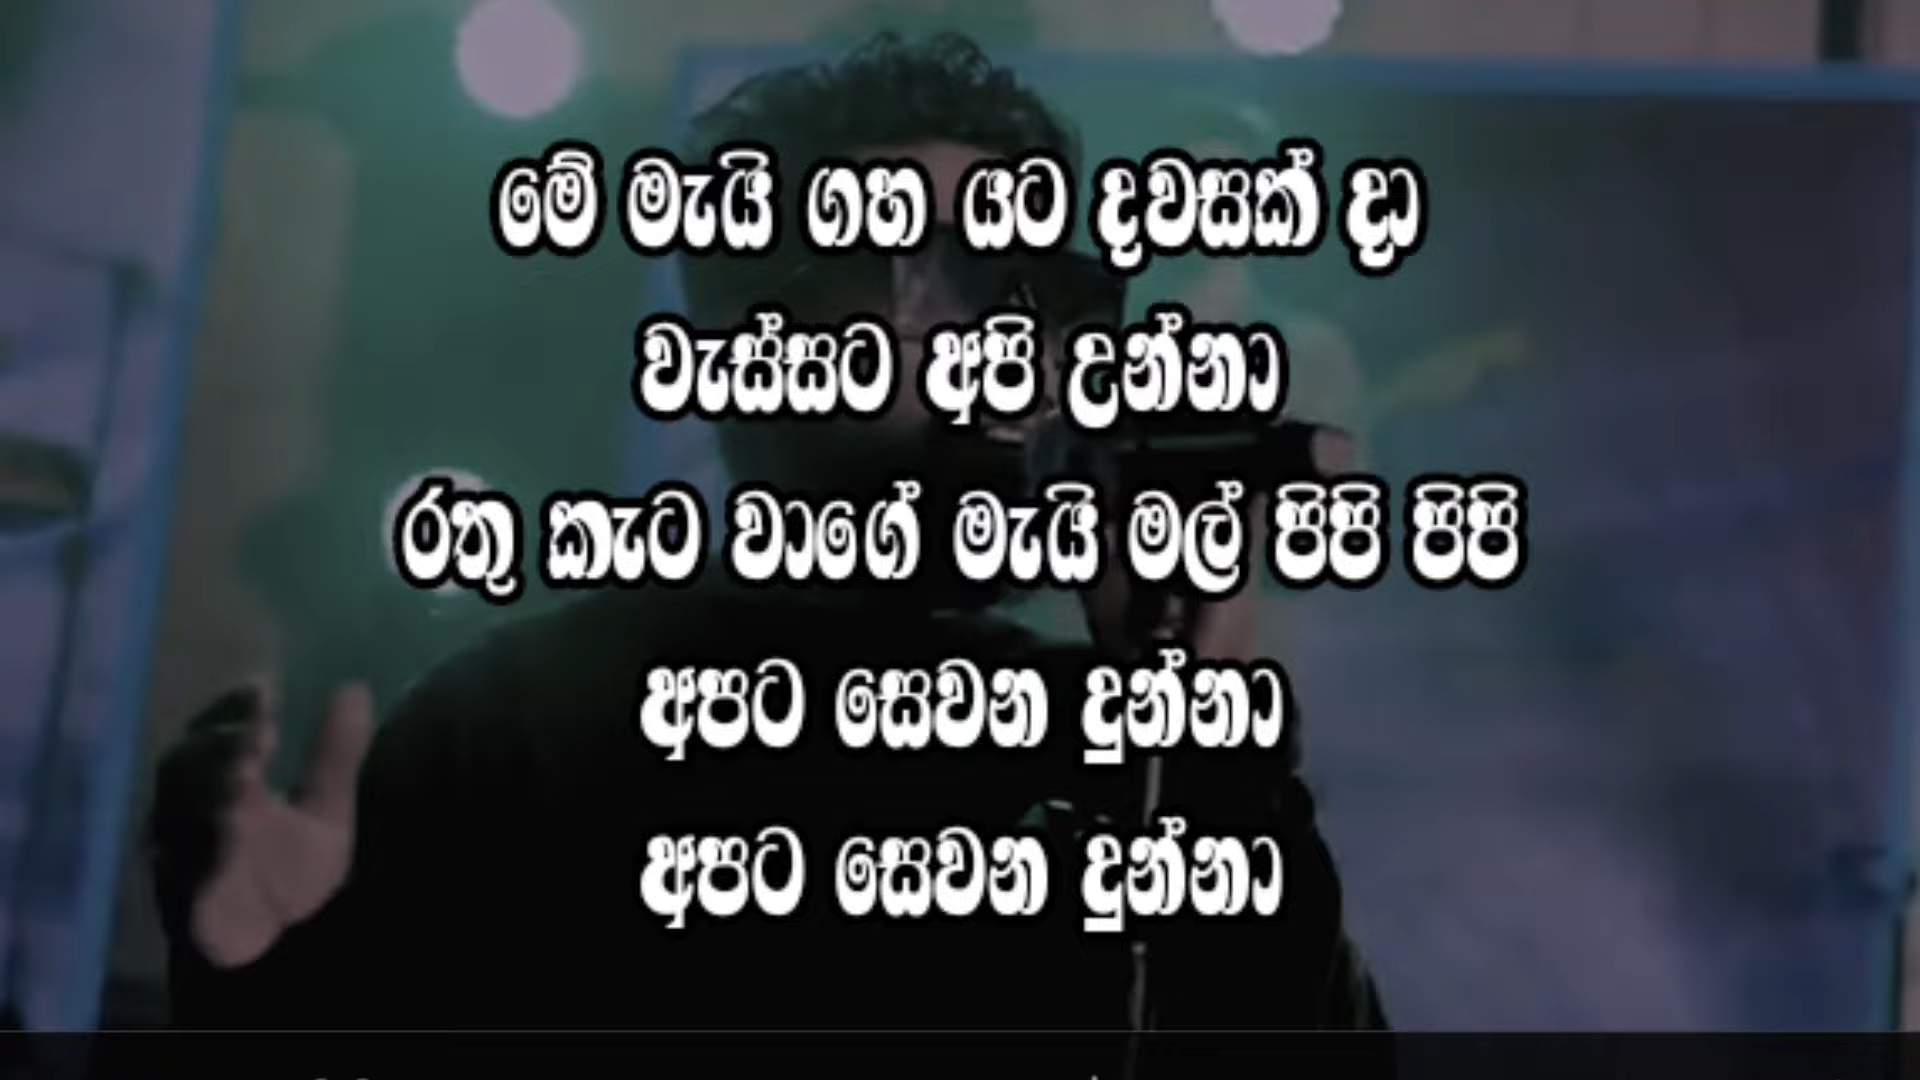 මේ මැයි ගහ යට දවසක් දා
වැස්සට අපි උන්නා
රතු කැට වාගේ මැයි මල් පිපි පිපි
අපට සෙවන දුන්නා
අපට සෙවන දුන්නා